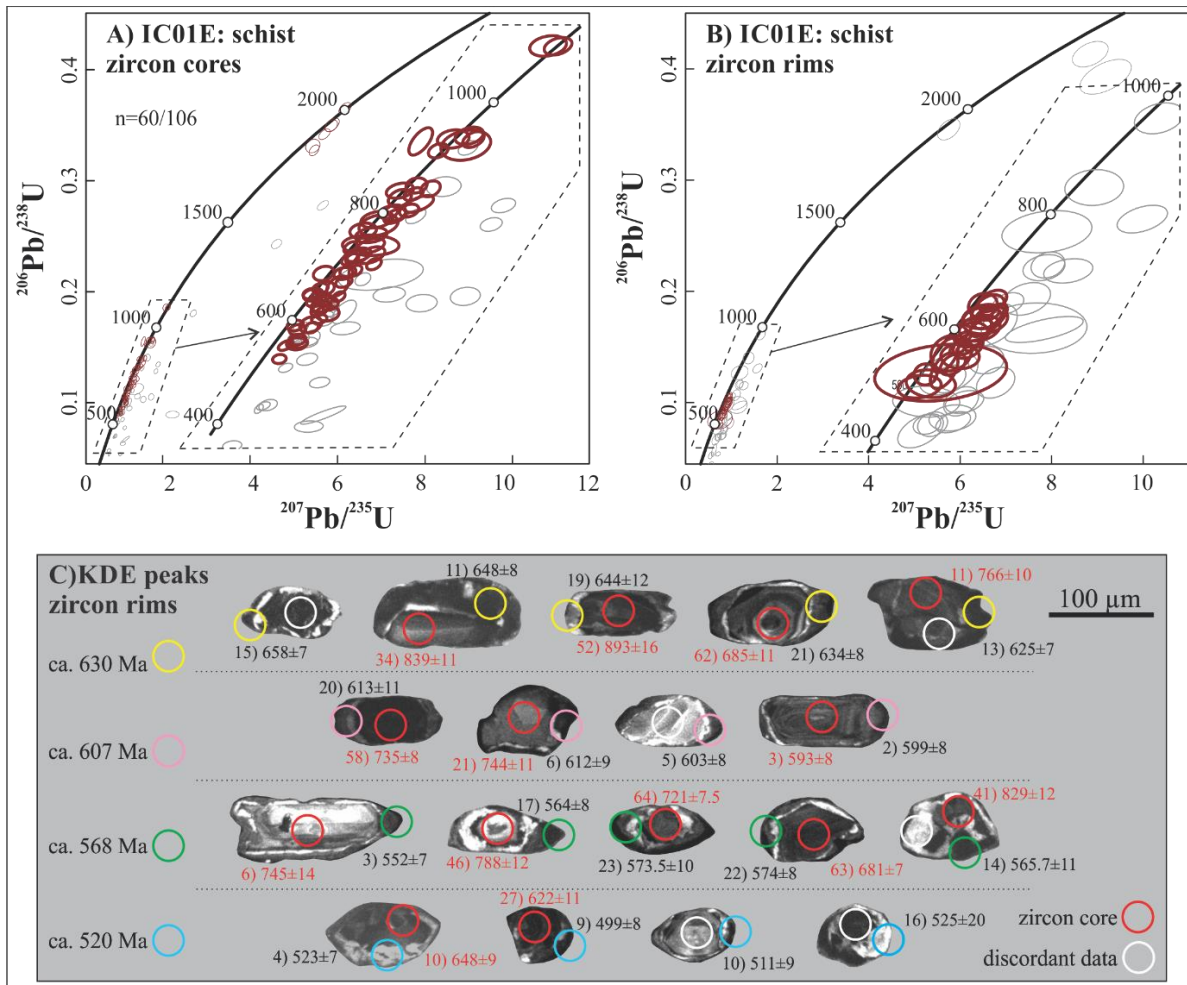 A) IC01E: schist
zircon cores
n=60/106
0.4
0.3
0.2
0.1
500
1000
1500
2000
400
600
800
1000
0 2 4 6 8 10 12
²⁰⁶Pb/²³⁸U
²⁰⁷Pb/²³⁵U
B) IC01E: schist
zircon rims
0.4
0.3
0.2
0.1
500
1000
1500
2000
400
600
800
1000
0 2 4 6 8 10
²⁰⁶Pb/²³⁸U
²⁰⁷Pb/²³⁵U
C)KDE peaks
zircon rims
100 µm
ca. 630 Ma
15) 658±7
11) 648±8
34) 839±11
19) 644±12
52) 893±16
62) 685±11
21) 634±8
11) 766±10
13) 625±7
ca. 607 Ma
20) 613±11
58) 735±8
21) 744±11
6) 612±9
5) 603±8
3) 593±8
2) 599±8
ca. 568 Ma
6) 745±14
3) 552±7
17) 564±8
46) 788±12
64) 721±7.5
23) 573.5±10
22) 574±8
63) 681±7
41) 829±12
14) 565.7±11
ca. 520 Ma
4) 523±7
10) 648±9
27) 622±11
9) 499±8
10) 511±9
16) 525±20
zircon core
discordant data